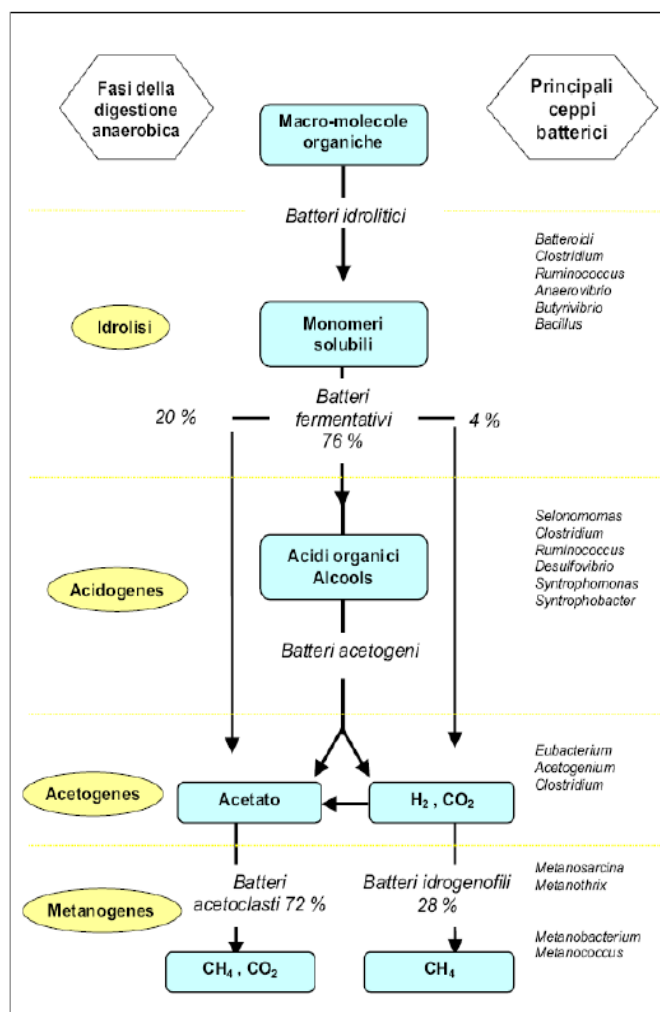 Fasi della
digestione
anaerobica
Principali
ceppi
batterici
Macro-molecole
organiche
Batteri idrolitici
Batteroidi
Clostridium
Ruminococcus
Anaerovibrio
Butyrivibrio
Bacillus
Idrolisi
Monomeri
solubili
Batteri
fermentativi
76 %
20 %
4 %
Selonomomas
Clostridium
Ruminococcus
Desulfovibrio
Syntrophomonas
Syntrophobacter
Acidi organici
Alcools
Acidogenes
Batteri acetogeni
Eubacterium
Acetogenium
Clostridium
Acetogenes
Acetato
H2 , CO2
Metanogenes
Batteri
acetoclasti 72 %
Batteri idrogenofili
28 %
Metanosarcina
Metanothrix
Metanobacterium
Metanococcus
CH4 , CO2
CH4